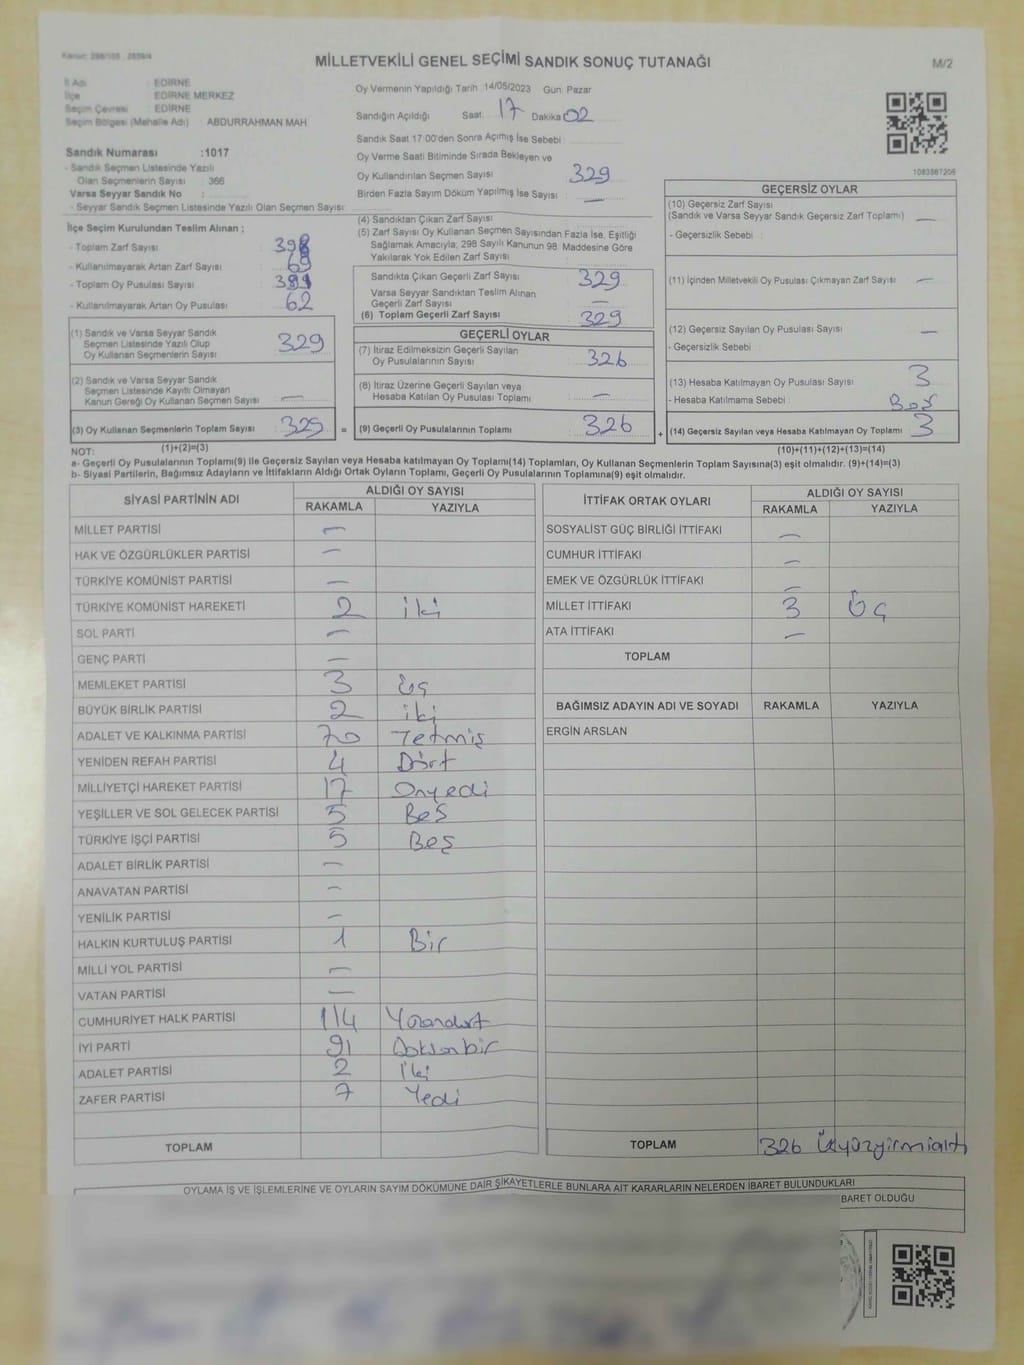 Kanun: 298/105 , 2839/4
MİLLETVEKİLİ GENEL SEÇİMİ SANDIK SONUÇ TUTANAĞI
M/2
İl Adı : EDİRNE
İlçe : EDİRNE MERKEZ
Seçim Çevresi : EDİRNE
Seçim Bölgesi (Mahalle Adı) : ABDURRAHMAN MAH.
Oy Vermenin Yapıldığı Tarih :14/05/2023 Gün: Pazar
Sandığın Açıldığı Saat: 17 Dakika: 02
Sandık Saat 17:00'den Sonra Açılmış İse Sebebi :
Sandık Numarası :1017
- Sandık Seçmen Listesinde Yazılı
Olan Seçmenlerin Sayısı : 366
Varsa Seyyar Sandık No :
- Seyyar Sandık Seçmen Listesinde Yazılı Olan Seçmen Sayısı:
Oy Verme Saati Bitiminde Sırada Bekleyen ve
Oy Kullandırılan Seçmen Sayısı : 329
Birden Fazla Sayım Döküm Yapılmış İse Sayısı : —
1083887206
İlçe Seçim Kurulundan Teslim Alınan ;
- Toplam Zarf Sayısı : 398
- Kullanılmayarak Artan Zarf Sayısı : 69
- Toplam Oy Pusulası Sayısı : 391
- Kullanılmayarak Artan Oy Pusulası : 62
(4) Sandıktan Çıkan Zarf Sayısı
(5) Zarf Sayısı Oy Kullanan Seçmen Sayısından Fazla İse, Eşitliği
Sağlamak Amacıyla; 298 Sayılı Kanunun 98. Maddesine Göre
Yakılarak Yok Edilen Zarf Sayısı
Sandıkta Çıkan Geçerli Zarf Sayısı : 329
Varsa Seyyar Sandıktan Teslim Alınan
Geçerli Zarf Sayısı : —
(6) Toplam Geçerli Zarf Sayısı : 329
GEÇERSİZ OYLAR
(10) Geçersiz Zarf Sayısı
(Sandık ve Varsa Seyyar Sandık Geçersiz Zarf Toplamı) : —
- Geçersizlik Sebebi :
(11) İçinden Milletvekili Oy Pusulası Çıkmayan Zarf Sayısı : —
(12) Geçersiz Sayılan Oy Pusulası Sayısı : —
- Geçersizlik Sebebi :
(13) Hesaba Katılmayan Oy Pusulası Sayısı : 3
- Hesaba Katılmama Sebebi : Boş
(14) Geçersiz Sayılan veya Hesaba Katılmayan Oy Toplamı : 3
(1) Sandık ve Varsa Seyyar Sandık
Seçmen Listesinde Yazılı Olup
Oy Kullanan Seçmenlerin Sayısı : 329
(2) Sandık ve Varsa Seyyar Sandık
Seçmen Listesinde Kayıtlı Olmayan
Kanun Gereği Oy Kullanan Seçmen Sayısı : —
(3) Oy Kullanan Seçmenlerin Toplam Sayısı : 329 =
GEÇERLİ OYLAR
(7) İtiraz Edilmeksizin Geçerli Sayılan
Oy Pusulalarının Sayısı : 326
(8) İtiraz Üzerine Geçerli Sayılan veya
Hesaba Katılan Oy Pusulası Toplamı : —
(9) Geçerli Oy Pusulalarının Toplamı : 326 +
NOT: (1)+(2)=(3)
(10)+(11)+(12)+(13)=(14)
a- Geçerli Oy Pusulalarının Toplamı(9) ile Geçersiz Sayılan veya Hesaba Katılmayan Oy Toplamı(14) Toplamları, Oy Kullanan Seçmenlerin Toplam Sayısına(3) eşit olmalıdır. (9)+(14)=(3)
b- Siyasi Partilerin, Bağımsız Adayların ve İttifakların Aldığı Ortak Oyların Toplamı, Geçerli Oy Pusulalarının Toplamına(9) eşit olmalıdır.
SİYASİ PARTİNİN ADI
ALDIĞI OY SAYISI
RAKAMLA YAZIYLA
MİLLET PARTİSİ —
HAK VE ÖZGÜRLÜKLER PARTİSİ —
TÜRKİYE KOMÜNİST PARTİSİ —
TÜRKİYE KOMÜNİST HAREKETİ 2 iki
SOL PARTİ —
GENÇ PARTİ —
MEMLEKET PARTİSİ 3 üç
BÜYÜK BİRLİK PARTİSİ 2 iki
ADALET VE KALKINMA PARTİSİ 70 Yetmiş
YENİDEN REFAH PARTİSİ 4 Dört
MİLLİYETÇİ HAREKET PARTİSİ 17 Onyedi
YEŞİLLER VE SOL GELECEK PARTİSİ 5 Beş
TÜRKİYE İŞÇİ PARTİSİ 5 Beş
ADALET BİRLİK PARTİSİ —
ANAVATAN PARTİSİ —
YENİLİK PARTİSİ —
HALKIN KURTULUŞ PARTİSİ 1 Bir
MİLLİ YOL PARTİSİ —
VATAN PARTİSİ —
CUMHURİYET HALK PARTİSİ 114
İYİ PARTİ 91 Doksanbir
ADALET PARTİSİ 2 iki
ZAFER PARTİSİ 7 Yedi
TOPLAM
İTTİFAK ORTAK OYLARI
ALDIĞI OY SAYISI
RAKAMLA YAZIYLA
SOSYALİST GÜÇ BİRLİĞİ İTTİFAKI —
CUMHUR İTTİFAKI —
EMEK VE ÖZGÜRLÜK İTTİFAKI —
MİLLET İTTİFAKI 3 Üç
ATA İTTİFAKI —
TOPLAM
BAĞIMSIZ ADAYIN ADI VE SOYADI RAKAMLA YAZIYLA
ERGİN ARSLAN
TOPLAM 326 Üçyüzyirmialtı
OYLAMA İŞ VE İŞLEMLERİNE VE OYLARIN SAYIM DÖKÜMÜNE DAİR ŞİKAYETLERLE BUNLARA AİT KARARLARIN NELERDEN İBARET BULUNDUKLARI
BARET OLDUĞU